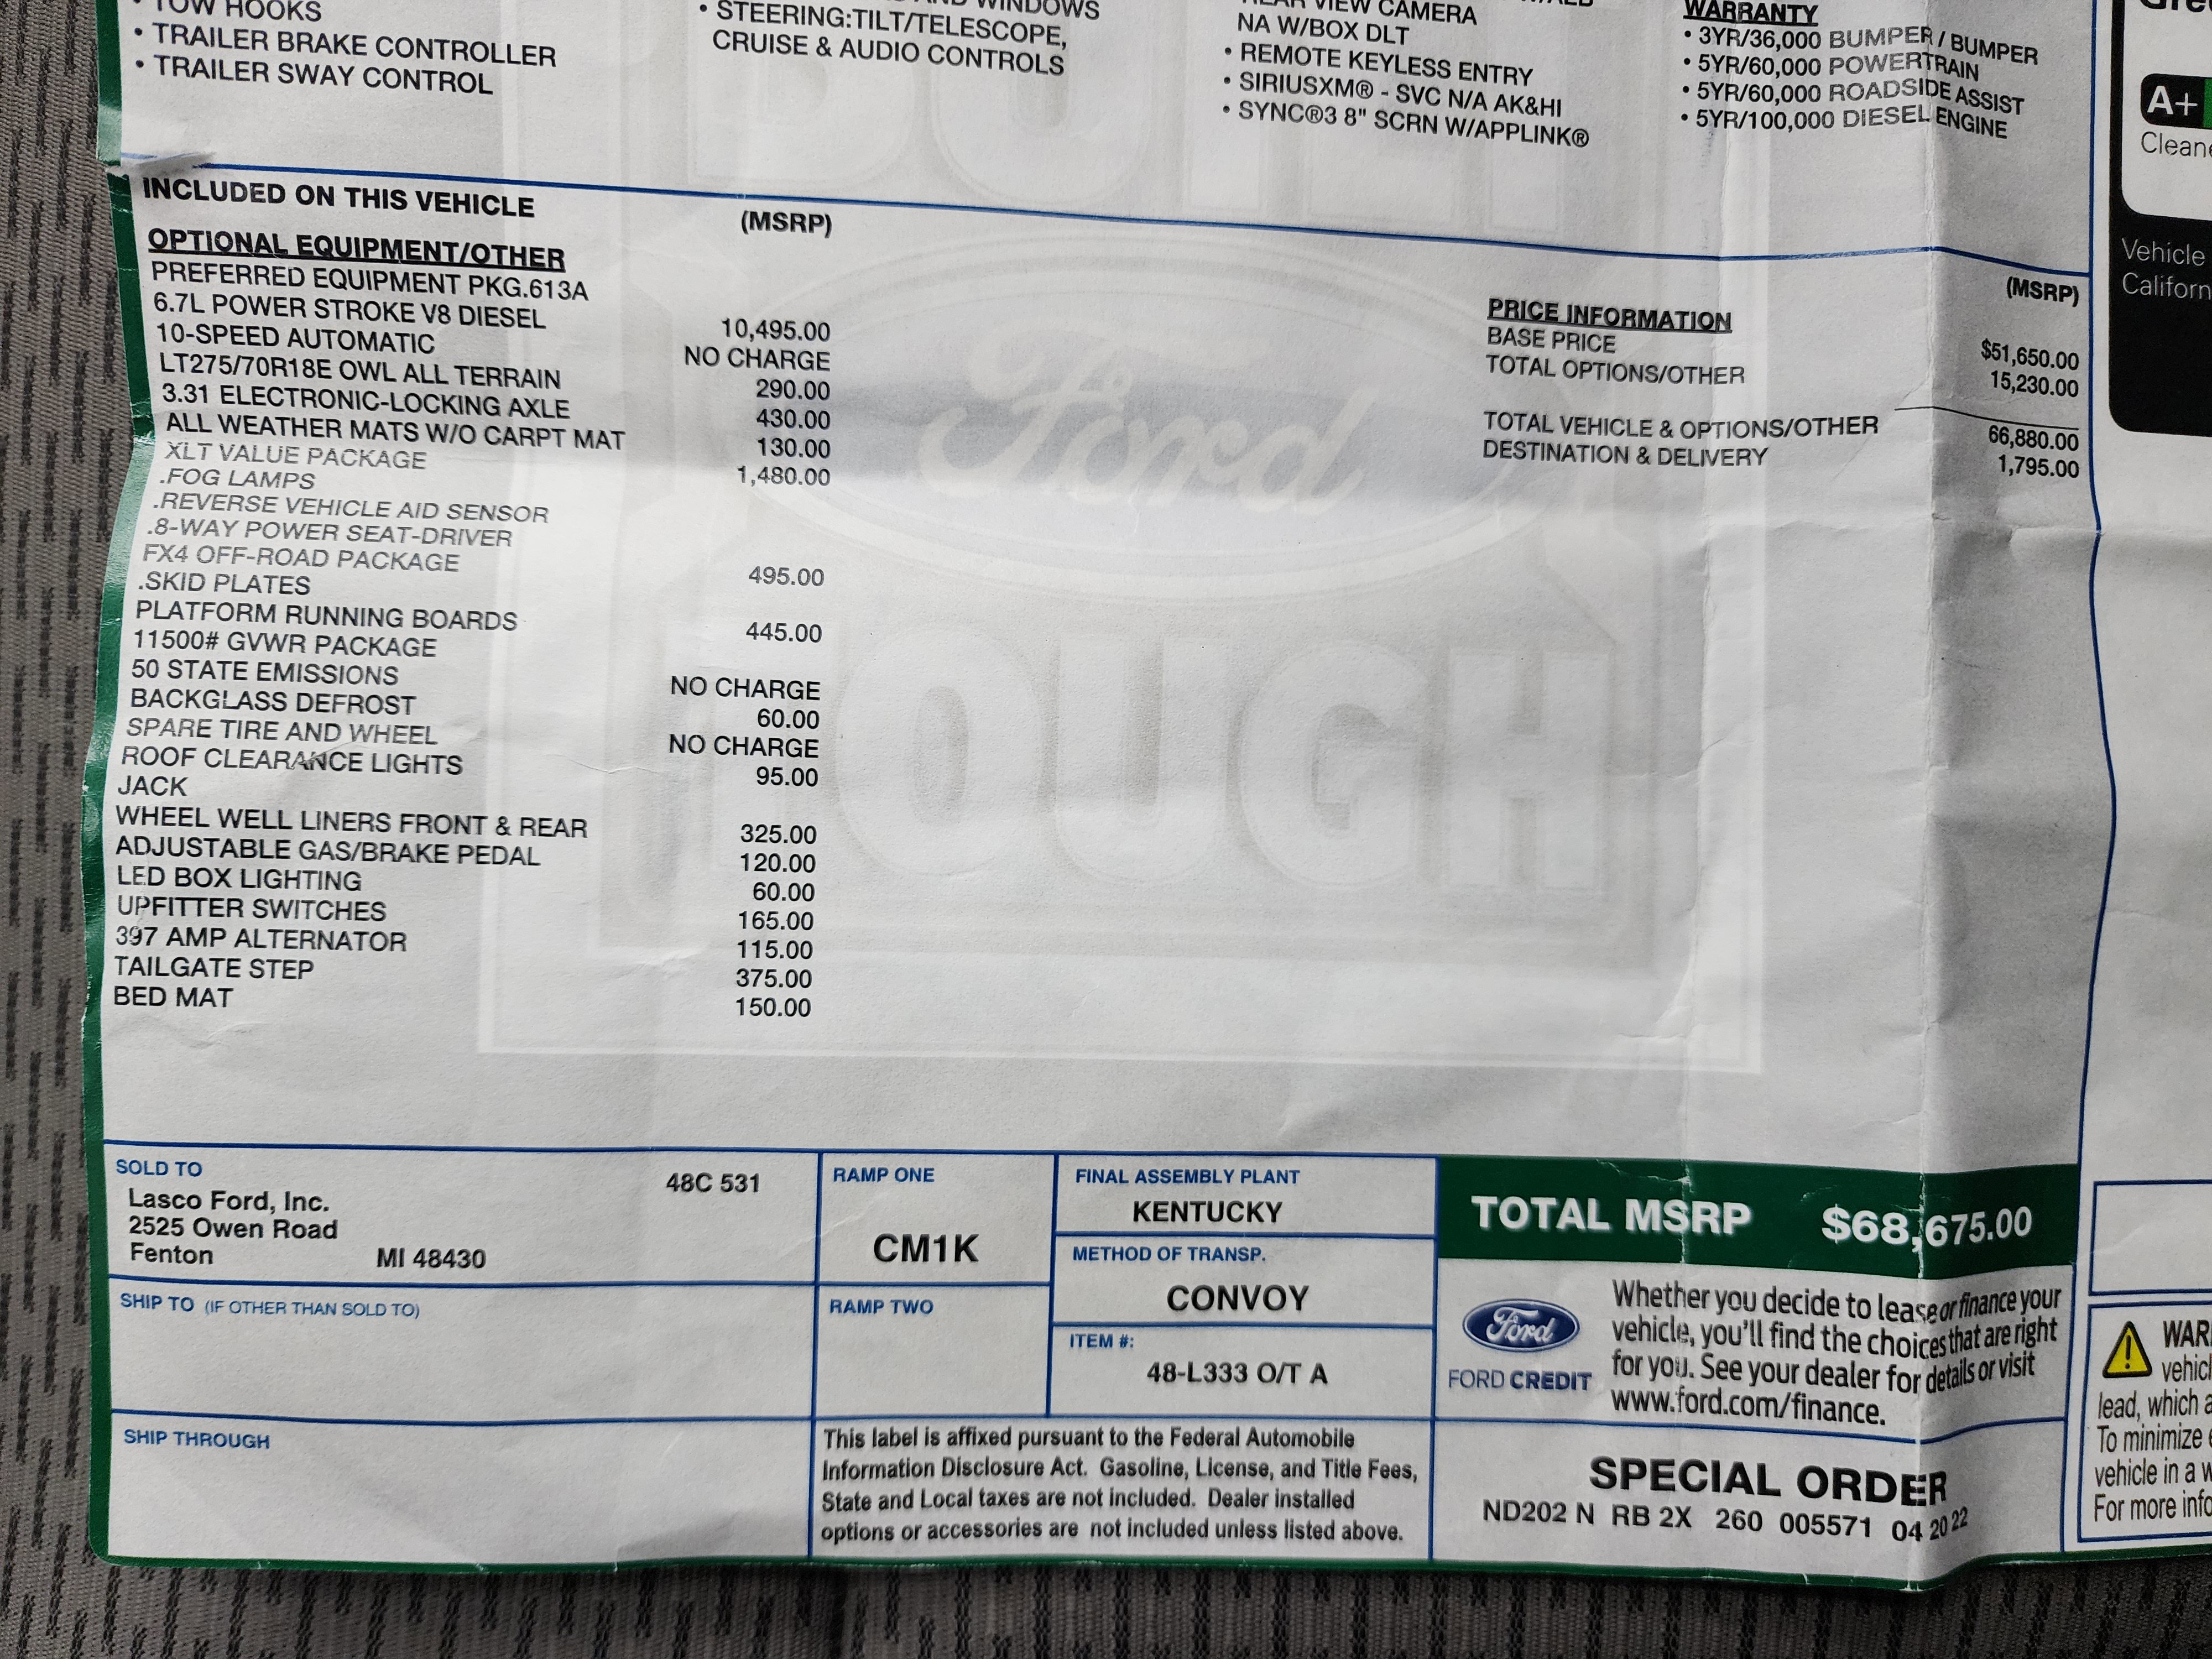 • TOW HOOKS
• TRAILER BRAKE CONTROLLER
• TRAILER SWAY CONTROL
AND WINDOWS
• STEERING:TILT/TELESCOPE,
CRUISE & AUDIO CONTROLS
REAR VIEW CAMERA
NA W/BOX DLT
• REMOTE KEYLESS ENTRY
• SIRIUSXM® - SVC N/A AK&HI
• SYNC®3 8" SCRN W/APPLINK®
WARRANTY
• 3YR/36,000 BUMPER / BUMPER
• 5YR/60,000 POWERTRAIN
• 5YR/60,000 ROADSIDE ASSIST
• 5YR/100,000 DIESEL ENGINE
A+
Vehicle
INCLUDED ON THIS VEHICLE
(MSRP)
OPTIONAL EQUIPMENT/OTHER
PREFERRED EQUIPMENT PKG.613A
6.7L POWER STROKE V8 DIESEL 10,495.00
10-SPEED AUTOMATIC NO CHARGE
LT275/70R18E OWL ALL TERRAIN 290.00
3.31 ELECTRONIC-LOCKING AXLE 430.00
ALL WEATHER MATS W/O CARPT MAT 130.00
XLT VALUE PACKAGE 1,480.00
.FOG LAMPS
.REVERSE VEHICLE AID SENSOR
.8-WAY POWER SEAT-DRIVER
FX4 OFF-ROAD PACKAGE 495.00
.SKID PLATES
PLATFORM RUNNING BOARDS 445.00
11500# GVWR PACKAGE
50 STATE EMISSIONS NO CHARGE
BACKGLASS DEFROST 60.00
SPARE TIRE AND WHEEL NO CHARGE
ROOF CLEARANCE LIGHTS 95.00
JACK
WHEEL WELL LINERS FRONT & REAR 325.00
ADJUSTABLE GAS/BRAKE PEDAL 120.00
LED BOX LIGHTING 60.00
UPFITTER SWITCHES 165.00
397 AMP ALTERNATOR 115.00
TAILGATE STEP 375.00
BED MAT 150.00
(MSRP)
PRICE INFORMATION
BASE PRICE $51,650.00
TOTAL OPTIONS/OTHER 15,230.00
TOTAL VEHICLE & OPTIONS/OTHER 66,880.00
DESTINATION & DELIVERY 1,795.00
Ford
TOUGH
SOLD TO
48C 531
Lasco Ford, Inc.
2525 Owen Road
Fenton MI 48430
SHIP TO (IF OTHER THAN SOLD TO)
SHIP THROUGH
RAMP ONE
CM1K
RAMP TWO
FINAL ASSEMBLY PLANT
KENTUCKY
METHOD OF TRANSP.
CONVOY
ITEM #:
48-L333 O/T A
This label is affixed pursuant to the Federal Automobile
Information Disclosure Act. Gasoline, License, and Title Fees,
State and Local taxes are not included. Dealer installed
options or accessories are not included unless listed above.
TOTAL MSRP $68,675.00
Ford
FORD CREDIT
Whether you decide to lease or finance your
vehicle, you'll find the choices that are right
for you. See your dealer for details or visit
www.ford.com/finance.
SPECIAL ORDER
ND202 N RB 2X 260 005571 04 20 22
lead, which
To minimize
vehicle in a
For more